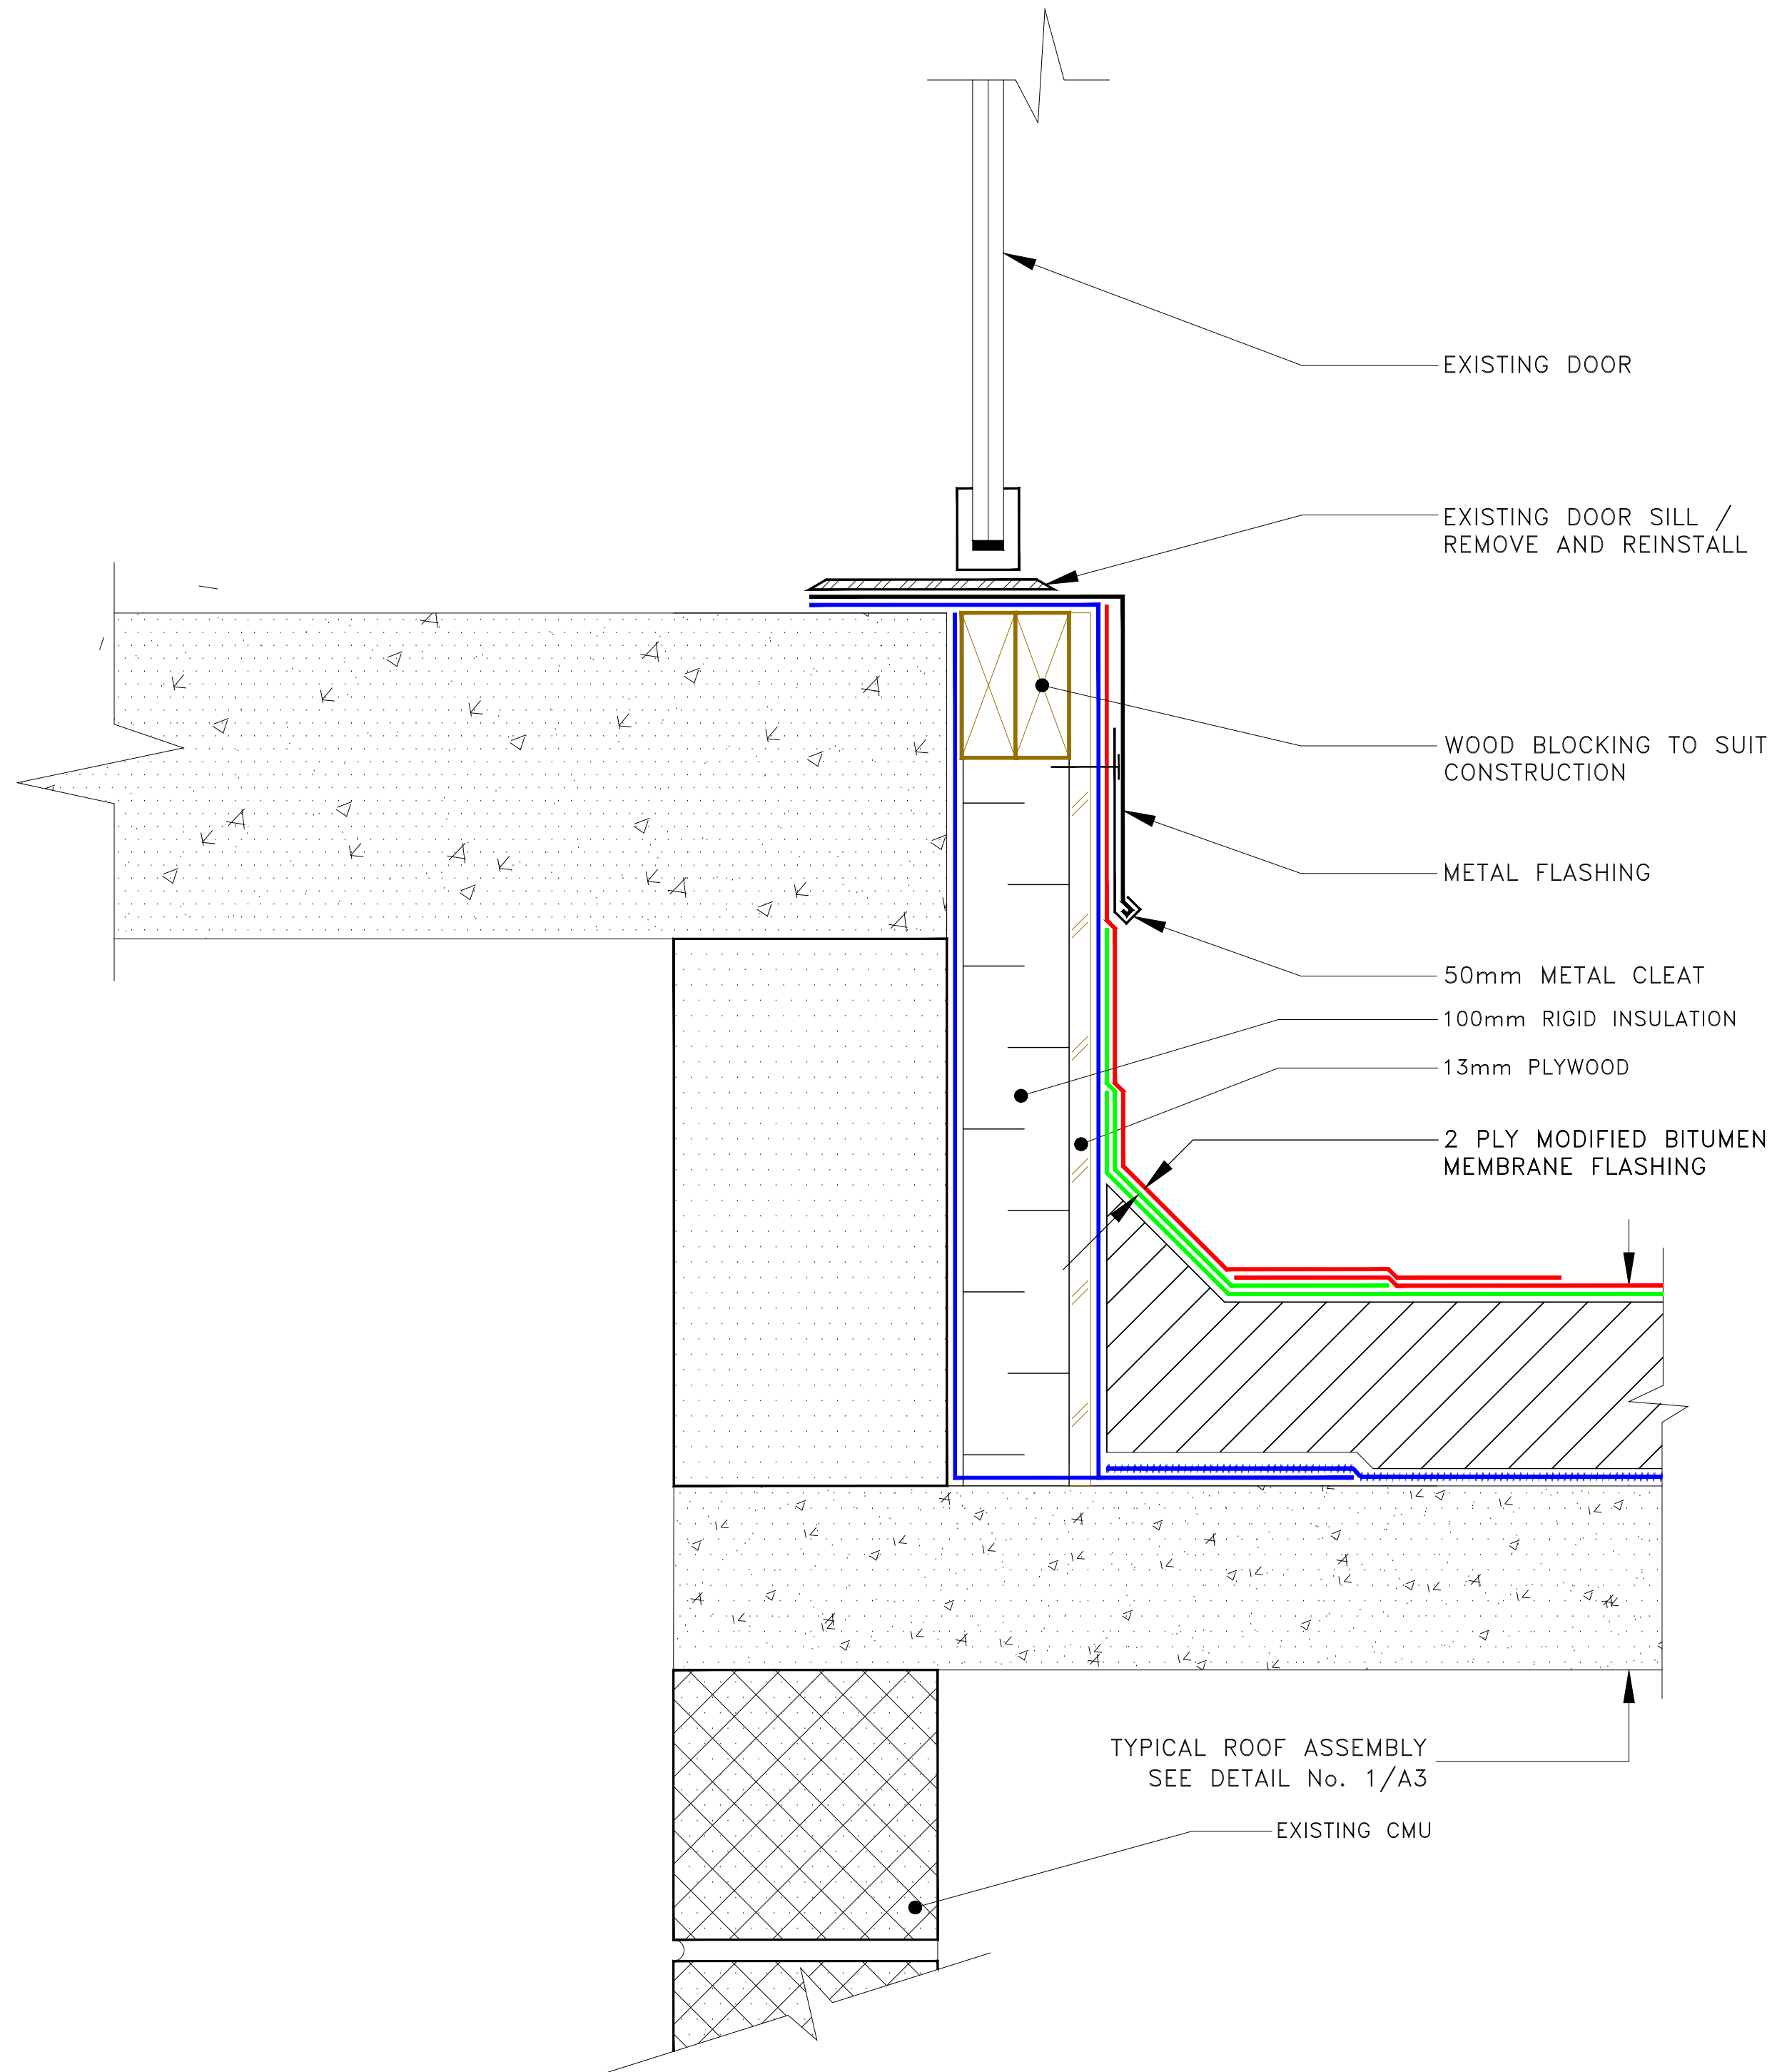 EXISTING DOOR
EXISTING DOOR SILL /
REMOVE AND REINSTALL
WOOD BLOCKING TO SUIT
CONSTRUCTION
METAL FLASHING
50mm METAL CLEAT
100mm RIGID INSULATION
13mm PLYWOOD
2 PLY MODIFIED BITUMEN
MEMBRANE FLASHING
TYPICAL ROOF ASSEMBLY
SEE DETAIL No. 1/A3
EXISTING CMU